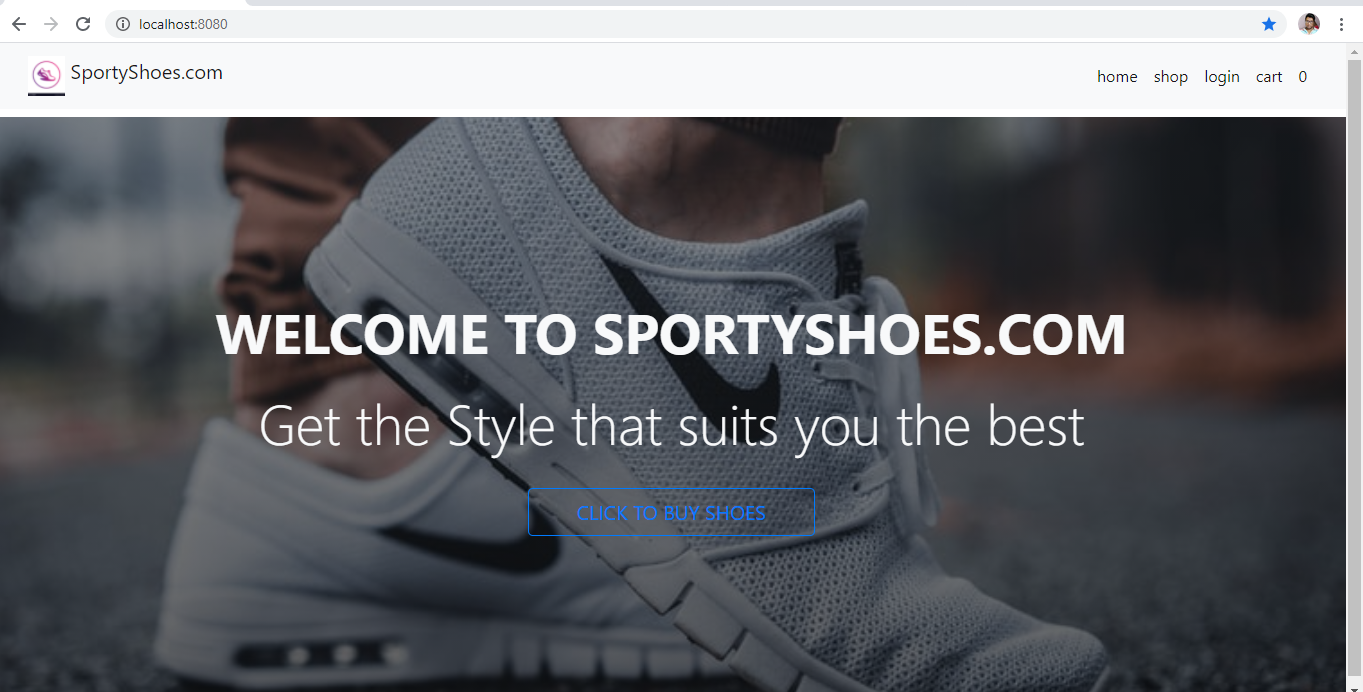 localhost:8080
SportyShoes.com
home shop login cart 0
WELCOME TO SPORTYSHOES.COM
Get the Style that suits you the best
CLICK TO BUY SHOES